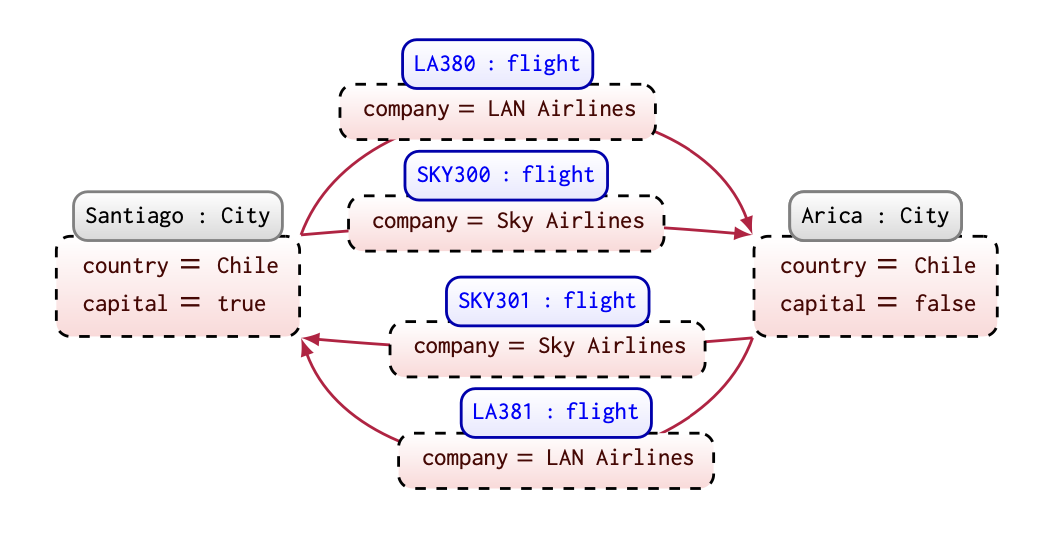 LA380 : flight
company = LAN Airlines
SKY300 : flight
company = Sky Airlines
Santiago : City
country = Chile
capital = true
Arica : City
country = Chile
capital = false
SKY301 : flight
company = Sky Airlines
LA381 : flight
company = LAN Airlines